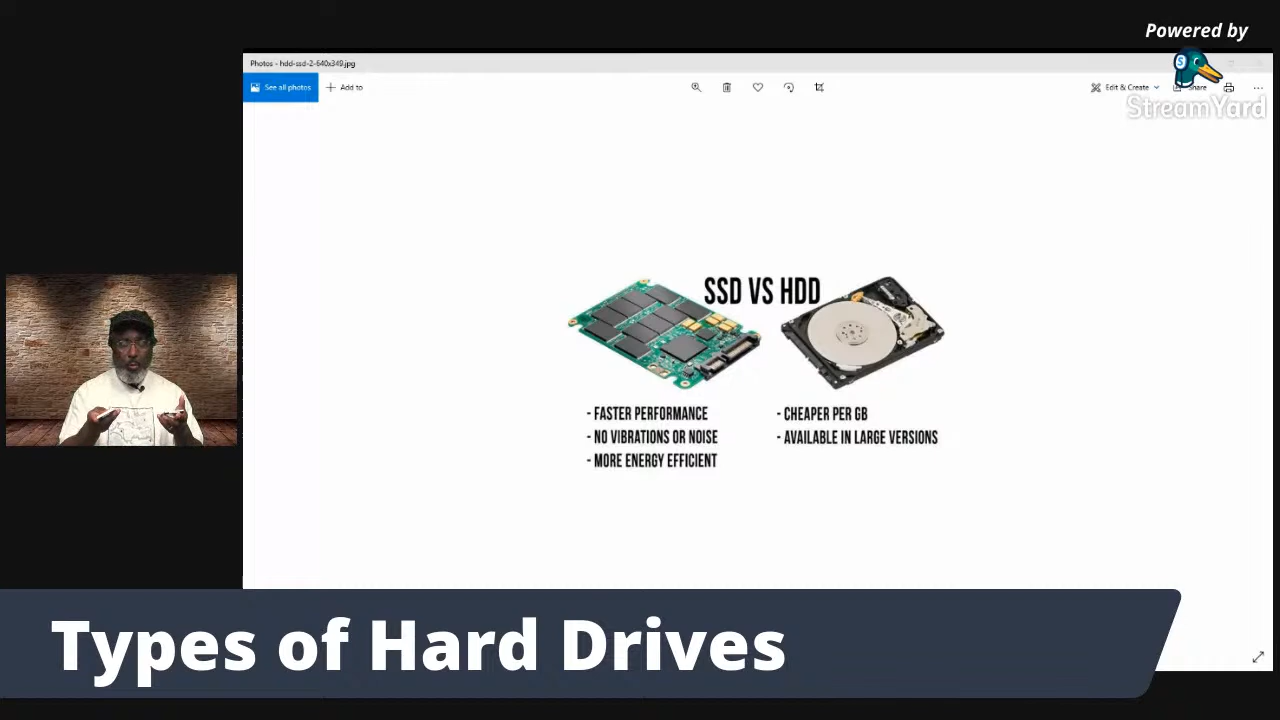 Powered by
Photos - hdd-ssd-2-640x349.jpg
See all photos
Add to
Edit & Create
Share
S
StreamYard
SSD VS HDD
- FASTER PERFORMANCE
- NO VIBRATIONS OR NOISE
- MORE ENERGY EFFICIENT
- CHEAPER PER GB
- AVAILABLE IN LARGE VERSIONS
Types of Hard Drives